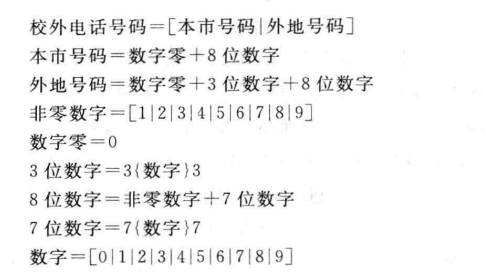 校外电话号码=[本市号码|外地号码]
本市号码=数字零+8位数字
外地号码=数字零+3位数字+8位数字
非零数字=[1|2|3|4|5|6|7|8|9]
数字零=0
3位数字=3{数字}3
8位数字=非零数字+7位数字
7位数字=7{数字}7
数字=[0|1|2|3|4|5|6|7|8|9]